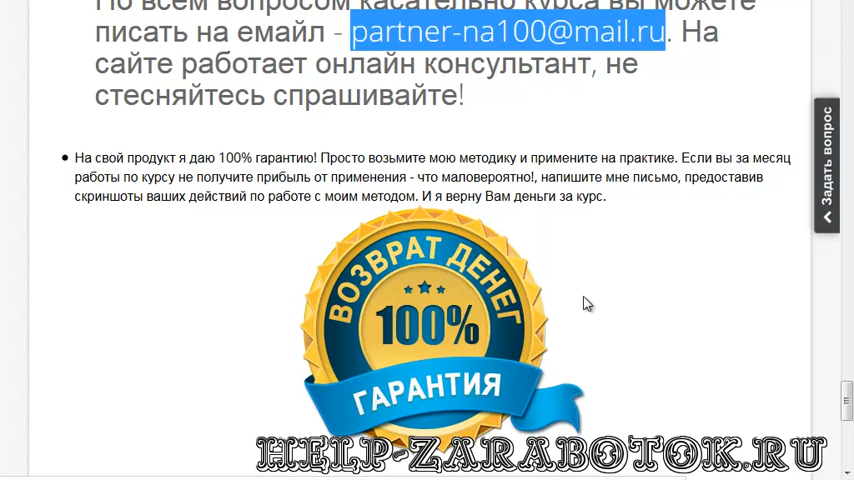 По всем вопросом касательно курса вы можете
писать на емайл - partner-na100@mail.ru. На
сайте работает онлайн консультант, не
стесняйтесь спрашивайте!
Задать вопрос
На свой продукт я даю 100% гарантию! Просто возьмите мою методику и примените на практике. Если вы за месяц
работы по курсу не получите прибыль от применения - что маловероятно!, напишите мне письмо, предоставив
скриншоты ваших действий по работе с моим методом. И я верну Вам деньги за курс.
ВОЗВРАТ ДЕНЕГ
100%
ГАРАНТИЯ
HELP-ZARABOTOK.RU